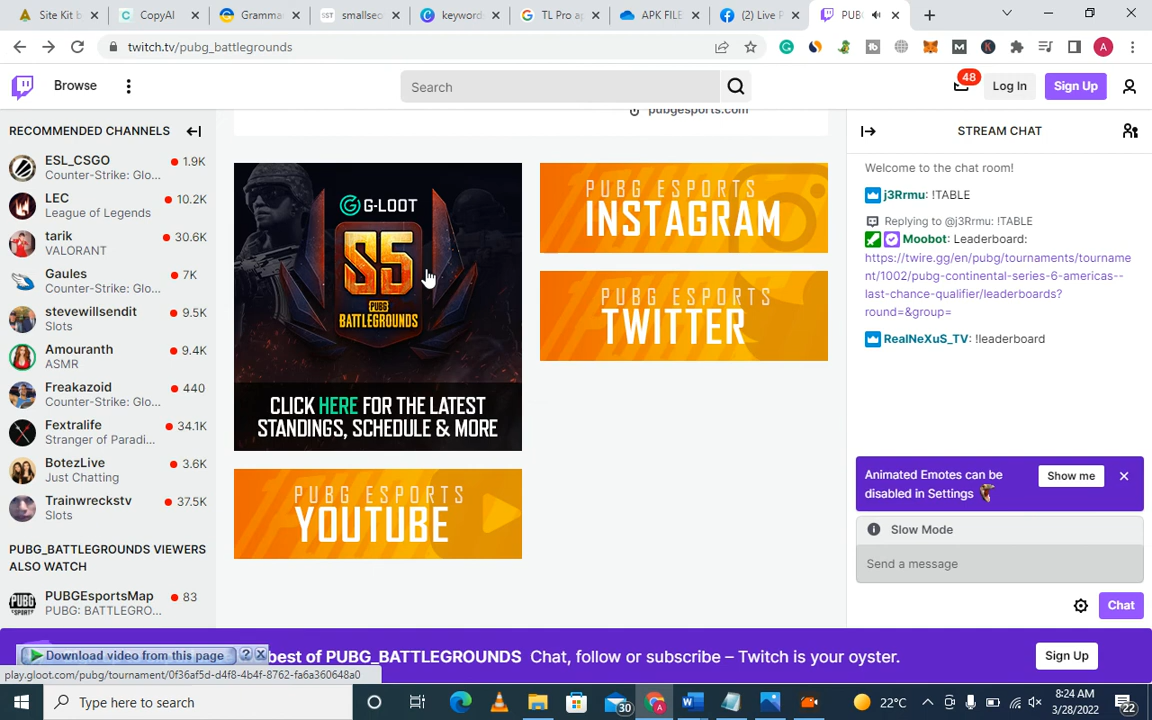 Site Kit b
CopyAI
Gramma
SST
smallseo
keyword
TL Pro a
APK FILE
(2) Live P
PUBG
twitch.tv/pubg_battlegrounds
A
Browse
Search
48
Log In
Sign Up
RECOMMENDED CHANNELS
ESL_CSGO
1.9K
Counter-Strike: Glo...
LEC
10.2K
League of Legends
tarik
30.6K
VALORANT
Gaules
7K
Counter-Strike: Glo...
stevewillsendit
9.5K
Slots
Amouranth
9.4K
ASMR
Freakazoid
440
Counter-Strike: Glo...
Fextralife
34.1K
Stranger of Paradi...
BotezLive
3.6K
Just Chatting
Trainwreckstv
37.5K
Slots
PUBG_BATTLEGROUNDS VIEWERS
ALSO WATCH
PUBGEsportsMap
83
PUBG: BATTLEGRO...
pubgesports.com
G-LOOT
S5
PUBG
BATTLEGROUNDS
CLICK HERE FOR THE LATEST
STANDINGS, SCHEDULE & MORE
PUBG ESPORTS
INSTAGRAM
PUBG ESPORTS
TWITTER
PUBG ESPORTS
YOUTUBE
STREAM CHAT
Welcome to the chat room!
j3Rrmu: !TABLE
Replying to @j3Rrmu: !TABLE
Moobot: Leaderboard:
https://twire.gg/en/pubg/tournaments/tourname
nt/1002/pubg-continental-series-6-americas--
last-chance-qualifier/leaderboards?
round=&group=
RealNeXuS_TV: !leaderboard
Animated Emotes can be
disabled in Settings
Show me
Slow Mode
Send a message
Chat
Download video from this page
best of PUBG_BATTLEGROUNDS Chat, follow or subscribe – Twitch is your oyster.
Sign Up
play.gloot.com/pubg/tournament/0f36af5d-d4f8-4b4f-8762-fa6a360648a0
Type here to search
30
22°C
8:24 AM
3/28/2022
22